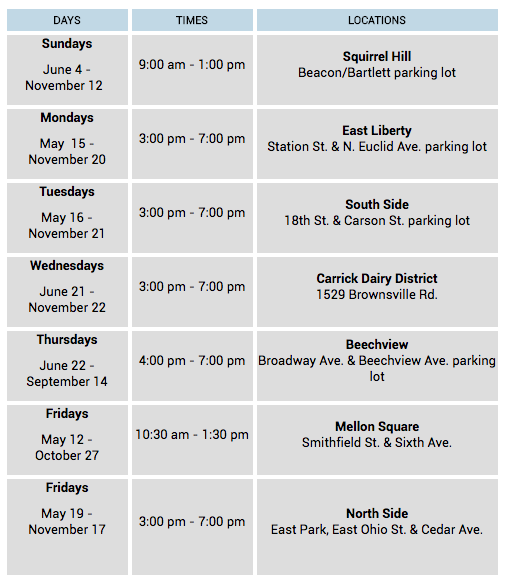 DAYS TIMES LOCATIONS
Sundays
June 4 -
November 12
9:00 am - 1:00 pm
Squirrel Hill
Beacon/Bartlett parking lot
Mondays
May 15 -
November 20
3:00 pm - 7:00 pm
East Liberty
Station St. & N. Euclid Ave. parking lot
Tuesdays
May 16 -
November 21
3:00 pm - 7:00 pm
South Side
18th St. & Carson St. parking lot
Wednesdays
June 21 -
November 22
3:00 pm - 7:00 pm
Carrick Dairy District
1529 Brownsville Rd.
Thursdays
June 22 -
September 14
4:00 pm - 7:00 pm
Beechview
Broadway Ave. & Beechview Ave. parking
lot
Fridays
May 12 -
October 27
10:30 am - 1:30 pm
Mellon Square
Smithfield St. & Sixth Ave.
Fridays
May 19 -
November 17
3:00 pm - 7:00 pm
North Side
East Park, East Ohio St. & Cedar Ave.